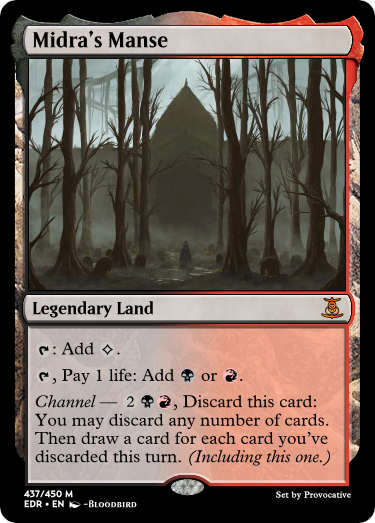 Midra's Manse
Legendary Land
: Add .
, Pay 1 life: Add or .
Channel — 2 , Discard this card:
You may discard any number of cards.
Then draw a card for each card you've
discarded this turn. (Including this one.)
437/450 M
Set by Provocative
EDR • EN -BLOODBIRD